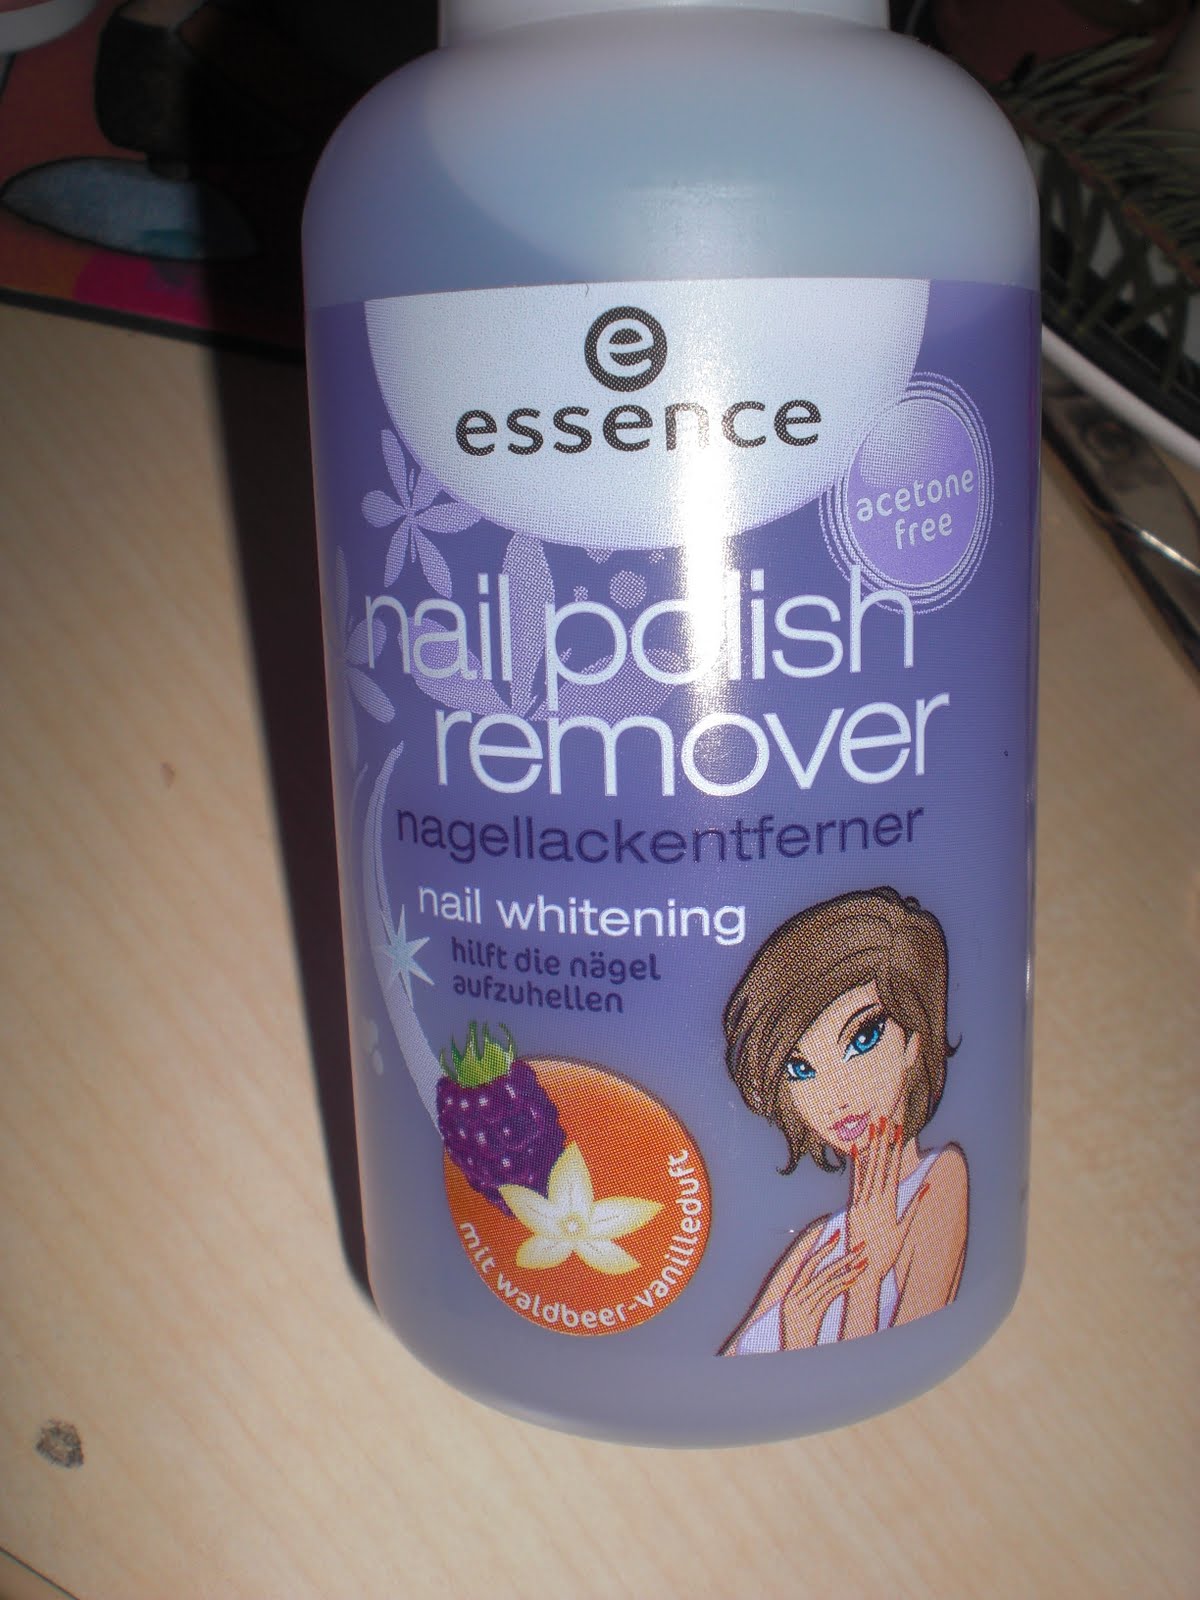 e
essence
acetone
free
nail polish
remover
nagellackentferner
nail whitening
hilft die nägel
aufzuhellen
mit waldbeer-vanilleduft